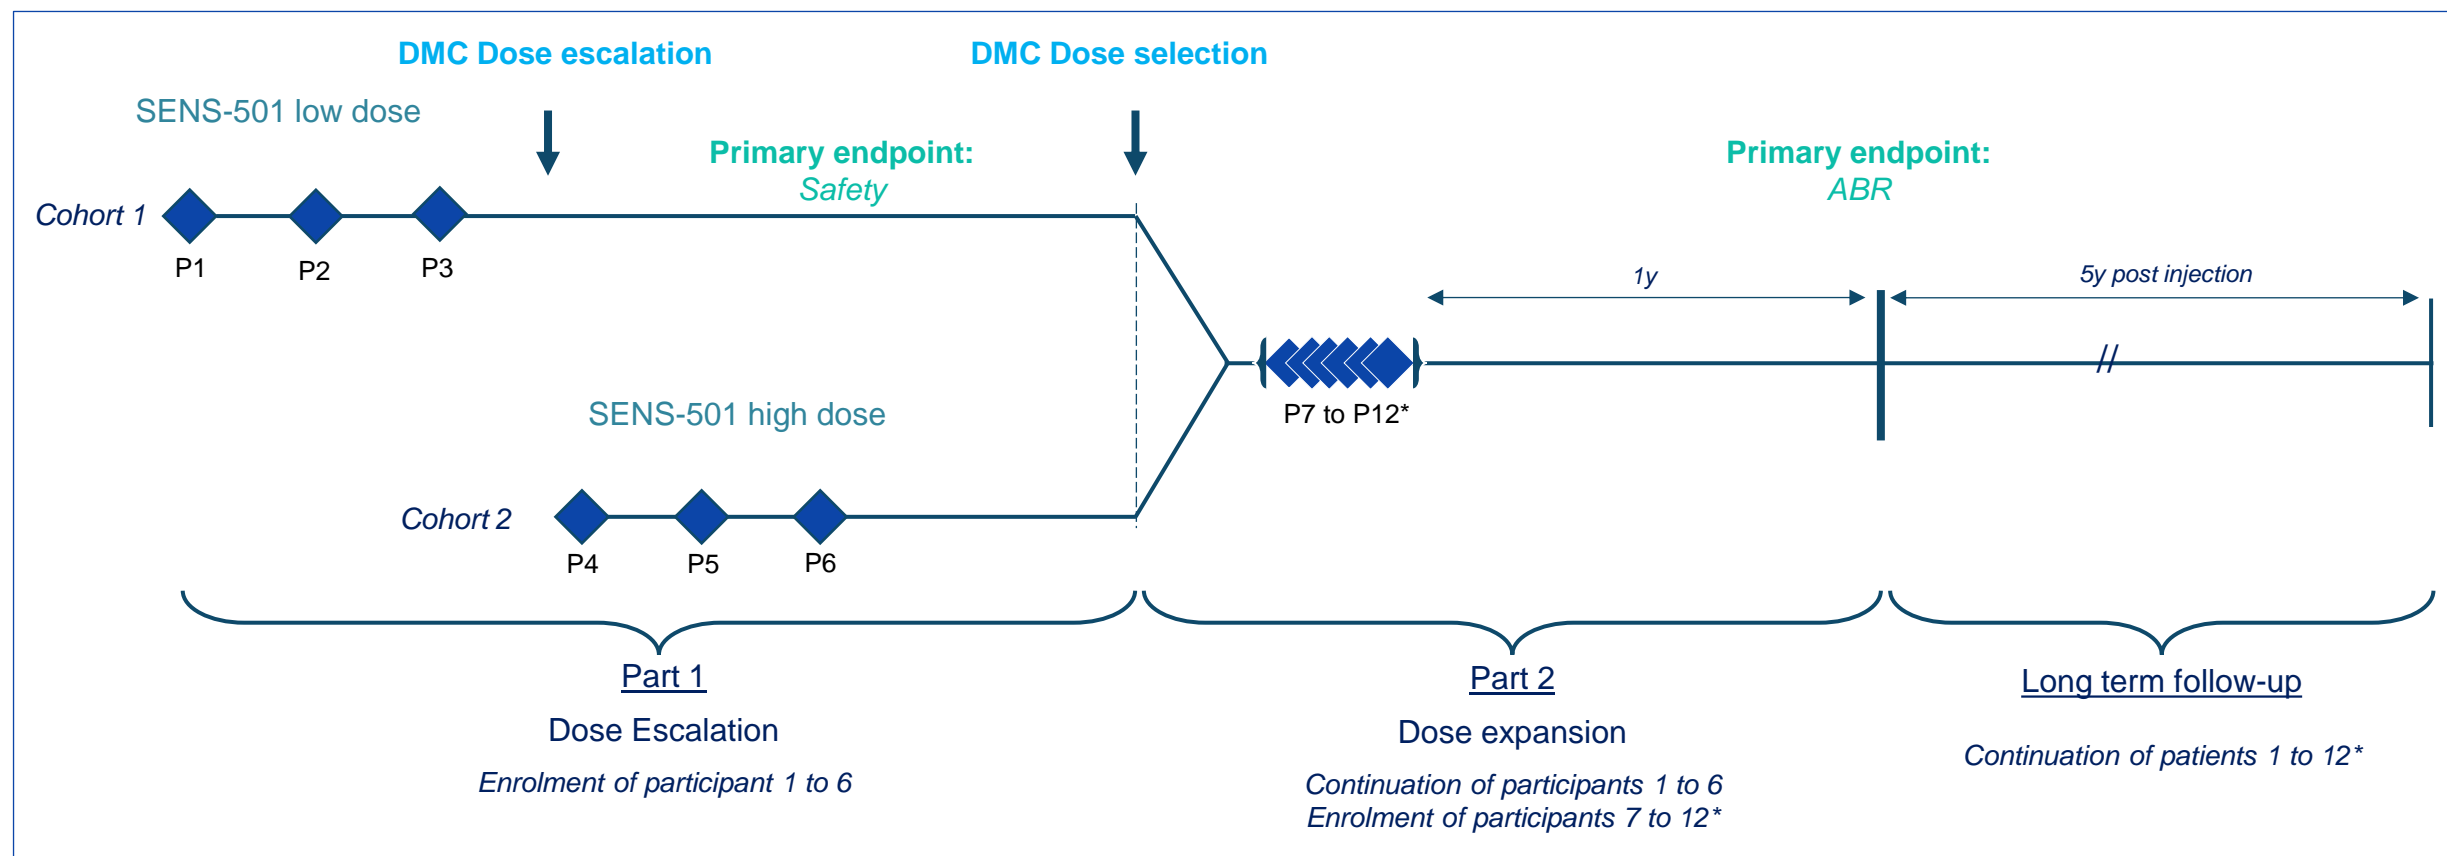 DMC Dose escalation
DMC Dose selection
SENS-501 low dose
Primary endpoint:
Safety
Primary endpoint:
ABR
Cohort 1
P1
P2
P3
1y
5y post injection
//
P7 to P12*
SENS-501 high dose
Cohort 2
P4
P5
P6
Part 1
Dose Escalation
Enrolment of participant 1 to 6
Part 2
Dose expansion
Continuation of participants 1 to 6
Enrolment of participants 7 to 12*
Long term follow-up
Continuation of patients 1 to 12*